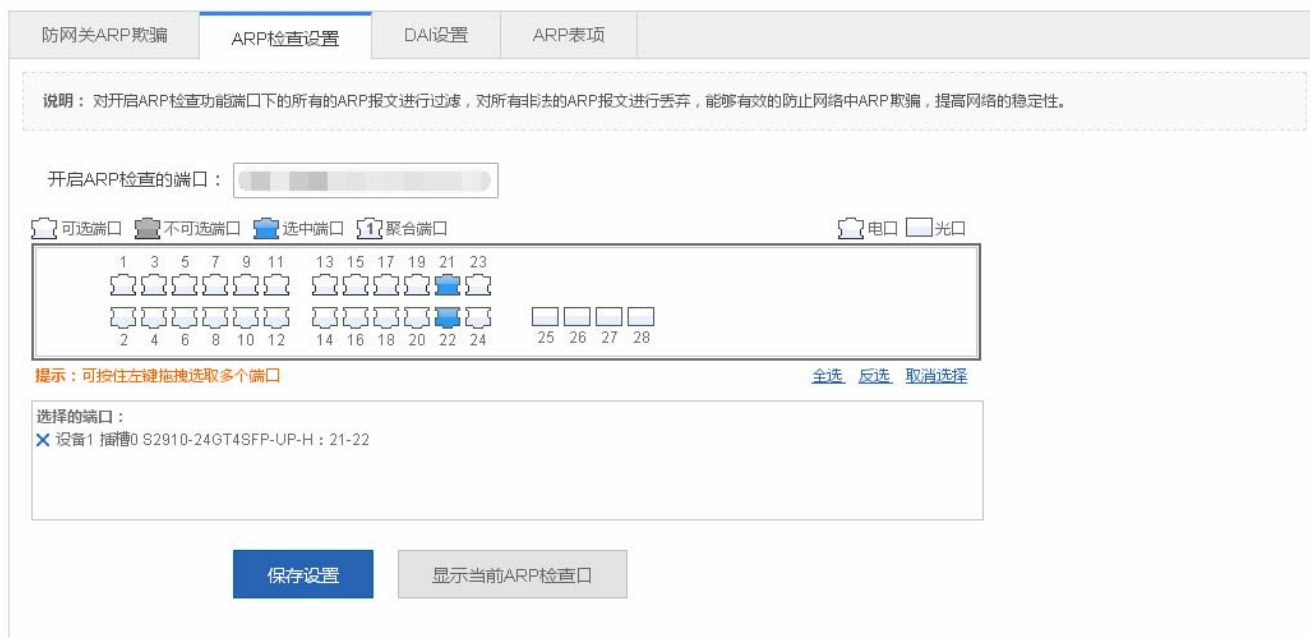 防网关ARP欺骗 ARP检查设置 DAI设置 ARP表项
说明：对开启ARP检查功能端口下的所有的ARP报文进行过滤，对所有非法的ARP报文进行丢弃，能够有效的防止网络中ARP欺骗，提高网络的稳定性。
开启ARP检查的端口：
可选端口 不可选端口 选中端口 1 聚合端口 电口 光口
1 3 5 7 9 11 13 15 17 19 21 23
2 4 6 8 10 12 14 16 18 20 22 24 25 26 27 28
提示：可按住左键拖拽选取多个端口 全选 反选 取消选择
选择的端口：
设备1 插槽0 S2910-24GT4SFP-UP-H：21-22
保存设置 显示当前ARP检查口